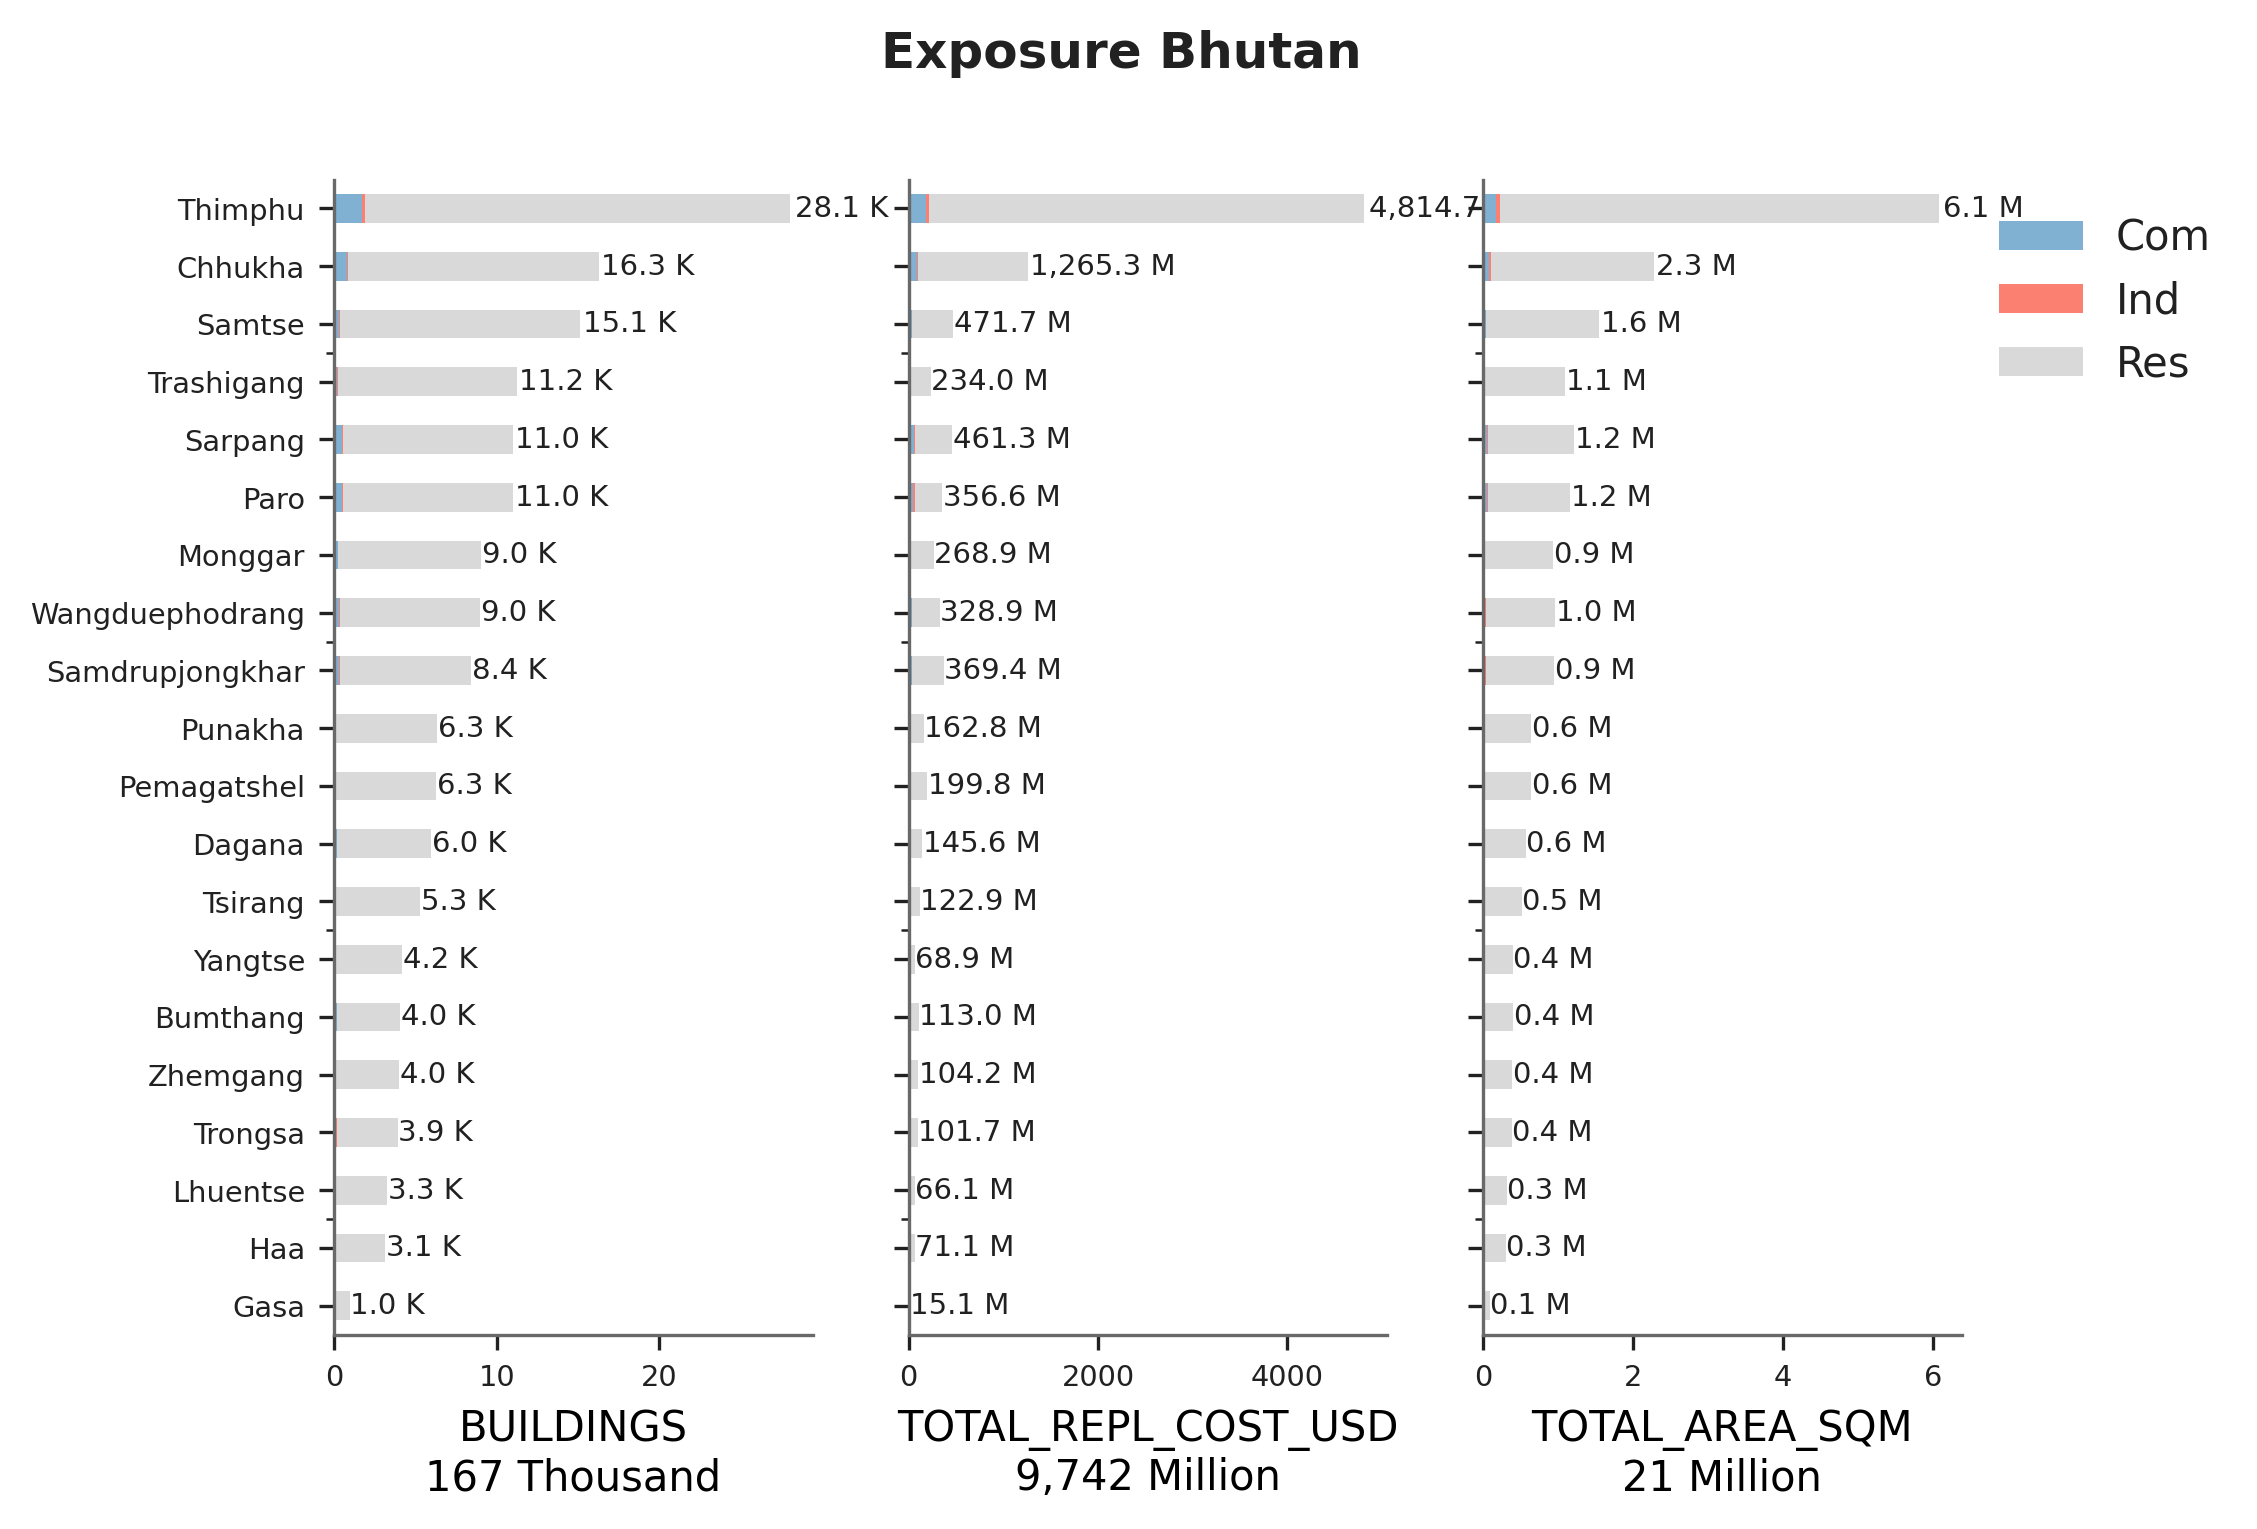 Exposure Bhutan
Thimphu 28.1 K 4,814.7 6.1 M
Chhukha 16.3 K 1,265.3 M 2.3 M
Samtse 15.1 K 471.7 M 1.6 M
Trashigang 11.2 K 234.0 M 1.1 M
Sarpang 11.0 K 461.3 M 1.2 M
Paro 11.0 K 356.6 M 1.2 M
Monggar 9.0 K 268.9 M 0.9 M
Wangduephodrang 9.0 K 328.9 M 1.0 M
Samdrupjongkhar 8.4 K 369.4 M 0.9 M
Punakha 6.3 K 162.8 M 0.6 M
Pemagatshel 6.3 K 199.8 M 0.6 M
Dagana 6.0 K 145.6 M 0.6 M
Tsirang 5.3 K 122.9 M 0.5 M
Yangtse 4.2 K 68.9 M 0.4 M
Bumthang 4.0 K 113.0 M 0.4 M
Zhemgang 4.0 K 104.2 M 0.4 M
Trongsa 3.9 K 101.7 M 0.4 M
Lhuentse 3.3 K 66.1 M 0.3 M
Haa 3.1 K 71.1 M 0.3 M
Gasa 1.0 K 15.1 M 0.1 M
0 10 20 0 2000 4000 0 2 4 6
BUILDINGS
167 Thousand
TOTAL_REPL_COST_USD
9,742 Million
TOTAL_AREA_SQM
21 Million
Com
Ind
Res